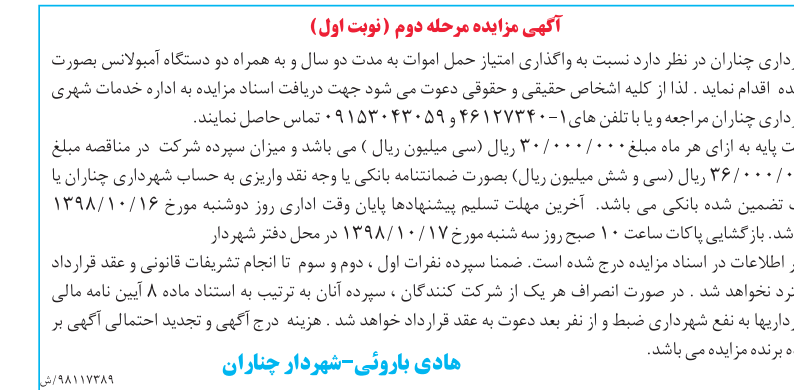 آگهی مزایده مرحله دوم (نوبت اول)
چناران در نظر دارد نسبت به واگذاری امتیاز حمل اموات به مدت دو سال و به همراه دو دستگاه آمبولانس بصورت
اقدام نماید . لذا از کلیه اشخاص حقیقی و حقوقی دعوت می شود جهت دریافت اسناد مزایده به اداره خدمات شهری
چناران مراجعه و یا با تلفن های ۱-۴۶۱۲۷۳۴۰ و ۰۹۱۵۳۰۴۳۰۵۹ تماس حاصل نمایند.
پایه به ازای هر ماه مبلغ ۳۰/۰۰۰/۰۰۰ ریال (سی میلیون ریال ) می باشد و میزان سپرده شرکت در مناقصه مبلغ
ریال (سی و شش میلیون ریال) بصورت ضمانتنامه بانکی یا وجه نقد واریزی به حساب شهرداری چناران یا
تضمین شده بانکی می باشد. آخرین مهلت تسلیم پیشنهادها پایان وقت اداری روز دوشنبه مورخ ۱۳۹۸/۱۰/۱۶
شد. بازگشایی پاکات ساعت ۱۰ صبح روز سه شنبه مورخ ۱۳۹۸/۱۰/۱۷ در محل دفتر شهردار
اطلاعات در اسناد مزایده درج شده است. ضمنا سپرده نفرات اول ، دوم و سوم تا انجام تشریفات قانونی و عقد قرارداد
نخواهد شد . در صورت انصراف هر یک از شرکت کنندگان ، سپرده آنان به ترتیب به استناد ماده ۸ آیین نامه مالی
به نفع شهرداری ضبط و از نفر بعد دعوت به عقد قرارداد خواهد شد . هزینه درج آگهی و تجدید احتمالی آگهی بر
برنده مزایده می باشد.
هادی باروئی-شهردار چناران
۹۸۱۱۷۳۸۹/ش